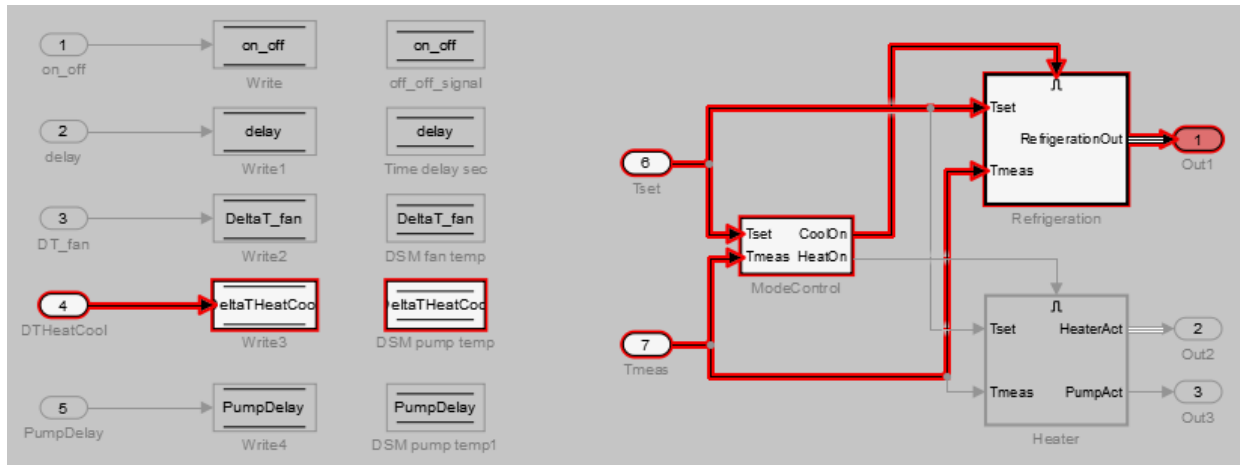 1
on_off
on_off
Write
on_off
off_off_signal
2
delay
delay
Write1
delay
Time delay sec
3
DT_fan
DeltaT_fan
Write2
DeltaT_fan
DSM fan temp
4
DTHeatCool
eltaTHeatCoo
Write3
eltaTHeatCoo
DSM pump temp
5
PumpDelay
PumpDelay
Write4
PumpDelay
DSM pump temp1
6
Tset
7
Tmeas
Tset CoolOn
Tmeas HeatOn
ModeControl
Tset
RefrigerationOut
Tmeas
Refrigeration
1
Out1
Tset HeaterAct
Tmeas PumpAct
Heater
2
Out2
3
Out3